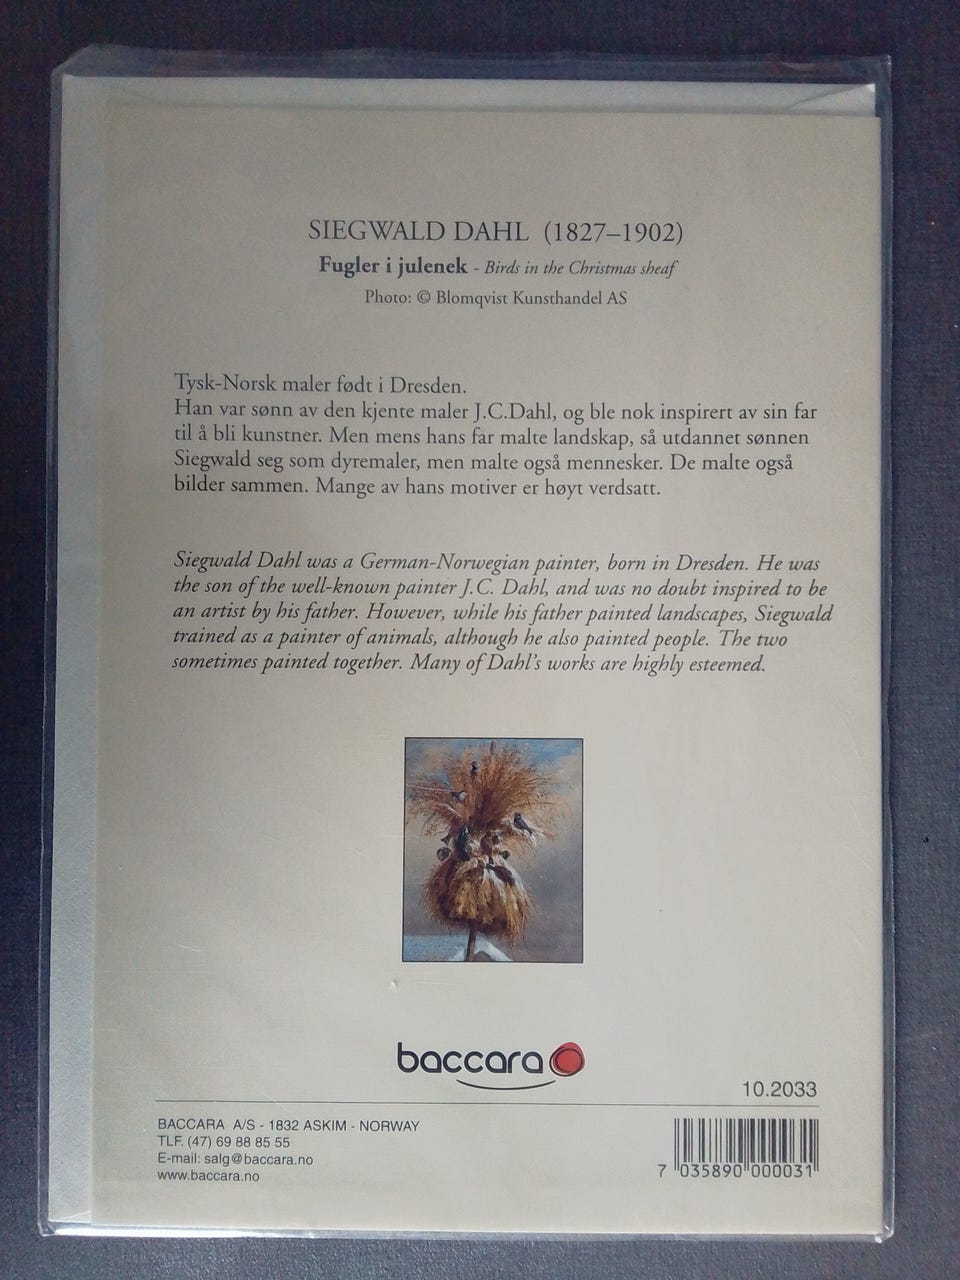 SIEGWALD DAHL (1827–1902)
Fugler i julenek - Birds in the Christmas sheaf
Photo: © Blomqvist Kunsthandel AS
Tysk-Norsk maler født i Dresden.
Han var sønn av den kjente maler J.C.Dahl, og ble nok inspirert av sin far
til å bli kunstner. Men mens hans far malte landskap, så utdannet sønnen
Siegwald seg som dyremaler, men malte også mennesker. De malte også
bilder sammen. Mange av hans motiver er høyt verdsatt.
Siegwald Dahl was a German-Norwegian painter, born in Dresden. He was
the son of the well-known painter J.C. Dahl, and was no doubt inspired to be
an artist by his father. However, while his father painted landscapes, Siegwald
trained as a painter of animals, although he also painted people. The two
sometimes painted together. Many of Dahl's works are highly esteemed.
baccara
10.2033
BACCARA A/S - 1832 ASKIM - NORWAY
TLF. (47) 69 88 85 55
E-mail: salg@baccara.no
www.baccara.no
7 035890 000031